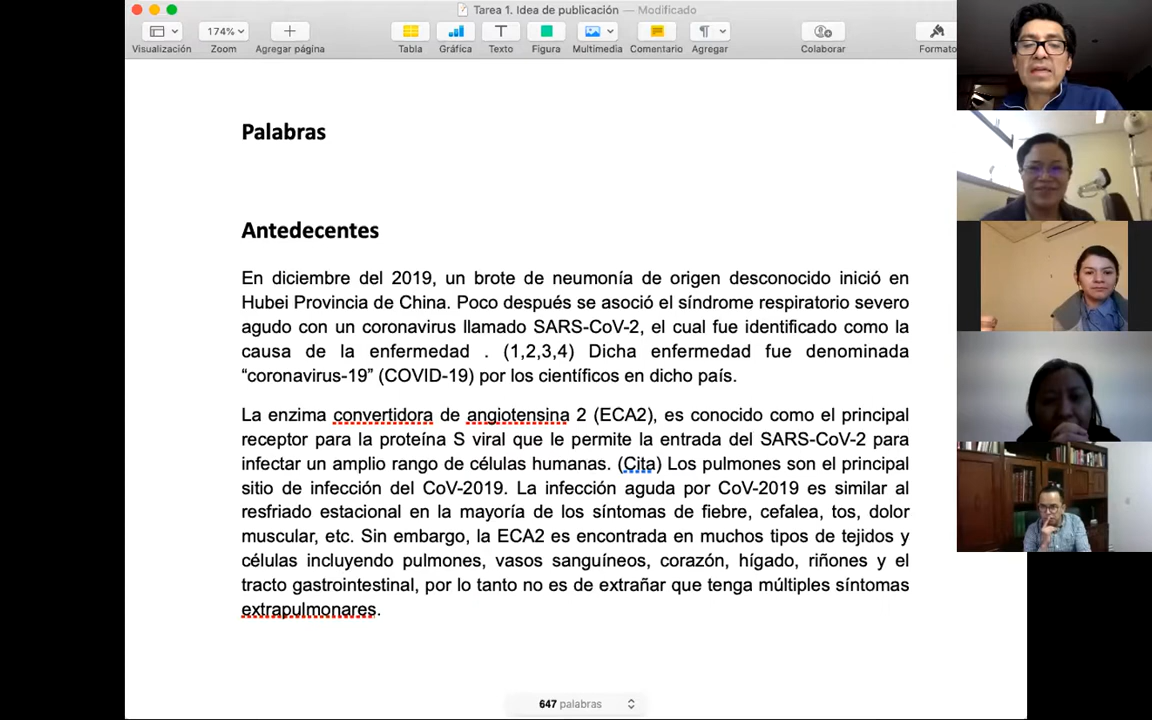 Tarea 1. Idea de publicación — Modificado
174%
Visualización Zoom Agregar página Tabla Gráfica Texto Figura Multimedia Comentario Agregar Colaborar Formato
Palabras
Antedecentes
En diciembre del 2019, un brote de neumonía de origen desconocido inició en
Hubei Provincia de China. Poco después se asoció el síndrome respiratorio severo
agudo con un coronavirus llamado SARS-CoV-2, el cual fue identificado como la
causa de la enfermedad . (1,2,3,4) Dicha enfermedad fue denominada
“coronavirus-19” (COVID-19) por los científicos en dicho país.
La enzima convertidora de angiotensina 2 (ECA2), es conocido como el principal
receptor para la proteína S viral que le permite la entrada del SARS-CoV-2 para
infectar un amplio rango de células humanas. (Cita) Los pulmones son el principal
sitio de infección del CoV-2019. La infección aguda por CoV-2019 es similar al
resfriado estacional en la mayoría de los síntomas de fiebre, cefalea, tos, dolor
muscular, etc. Sin embargo, la ECA2 es encontrada en muchos tipos de tejidos y
células incluyendo pulmones, vasos sanguíneos, corazón, hígado, riñones y el
tracto gastrointestinal, por lo tanto no es de extrañar que tenga múltiples síntomas
extrapulmonares.
647 palabras